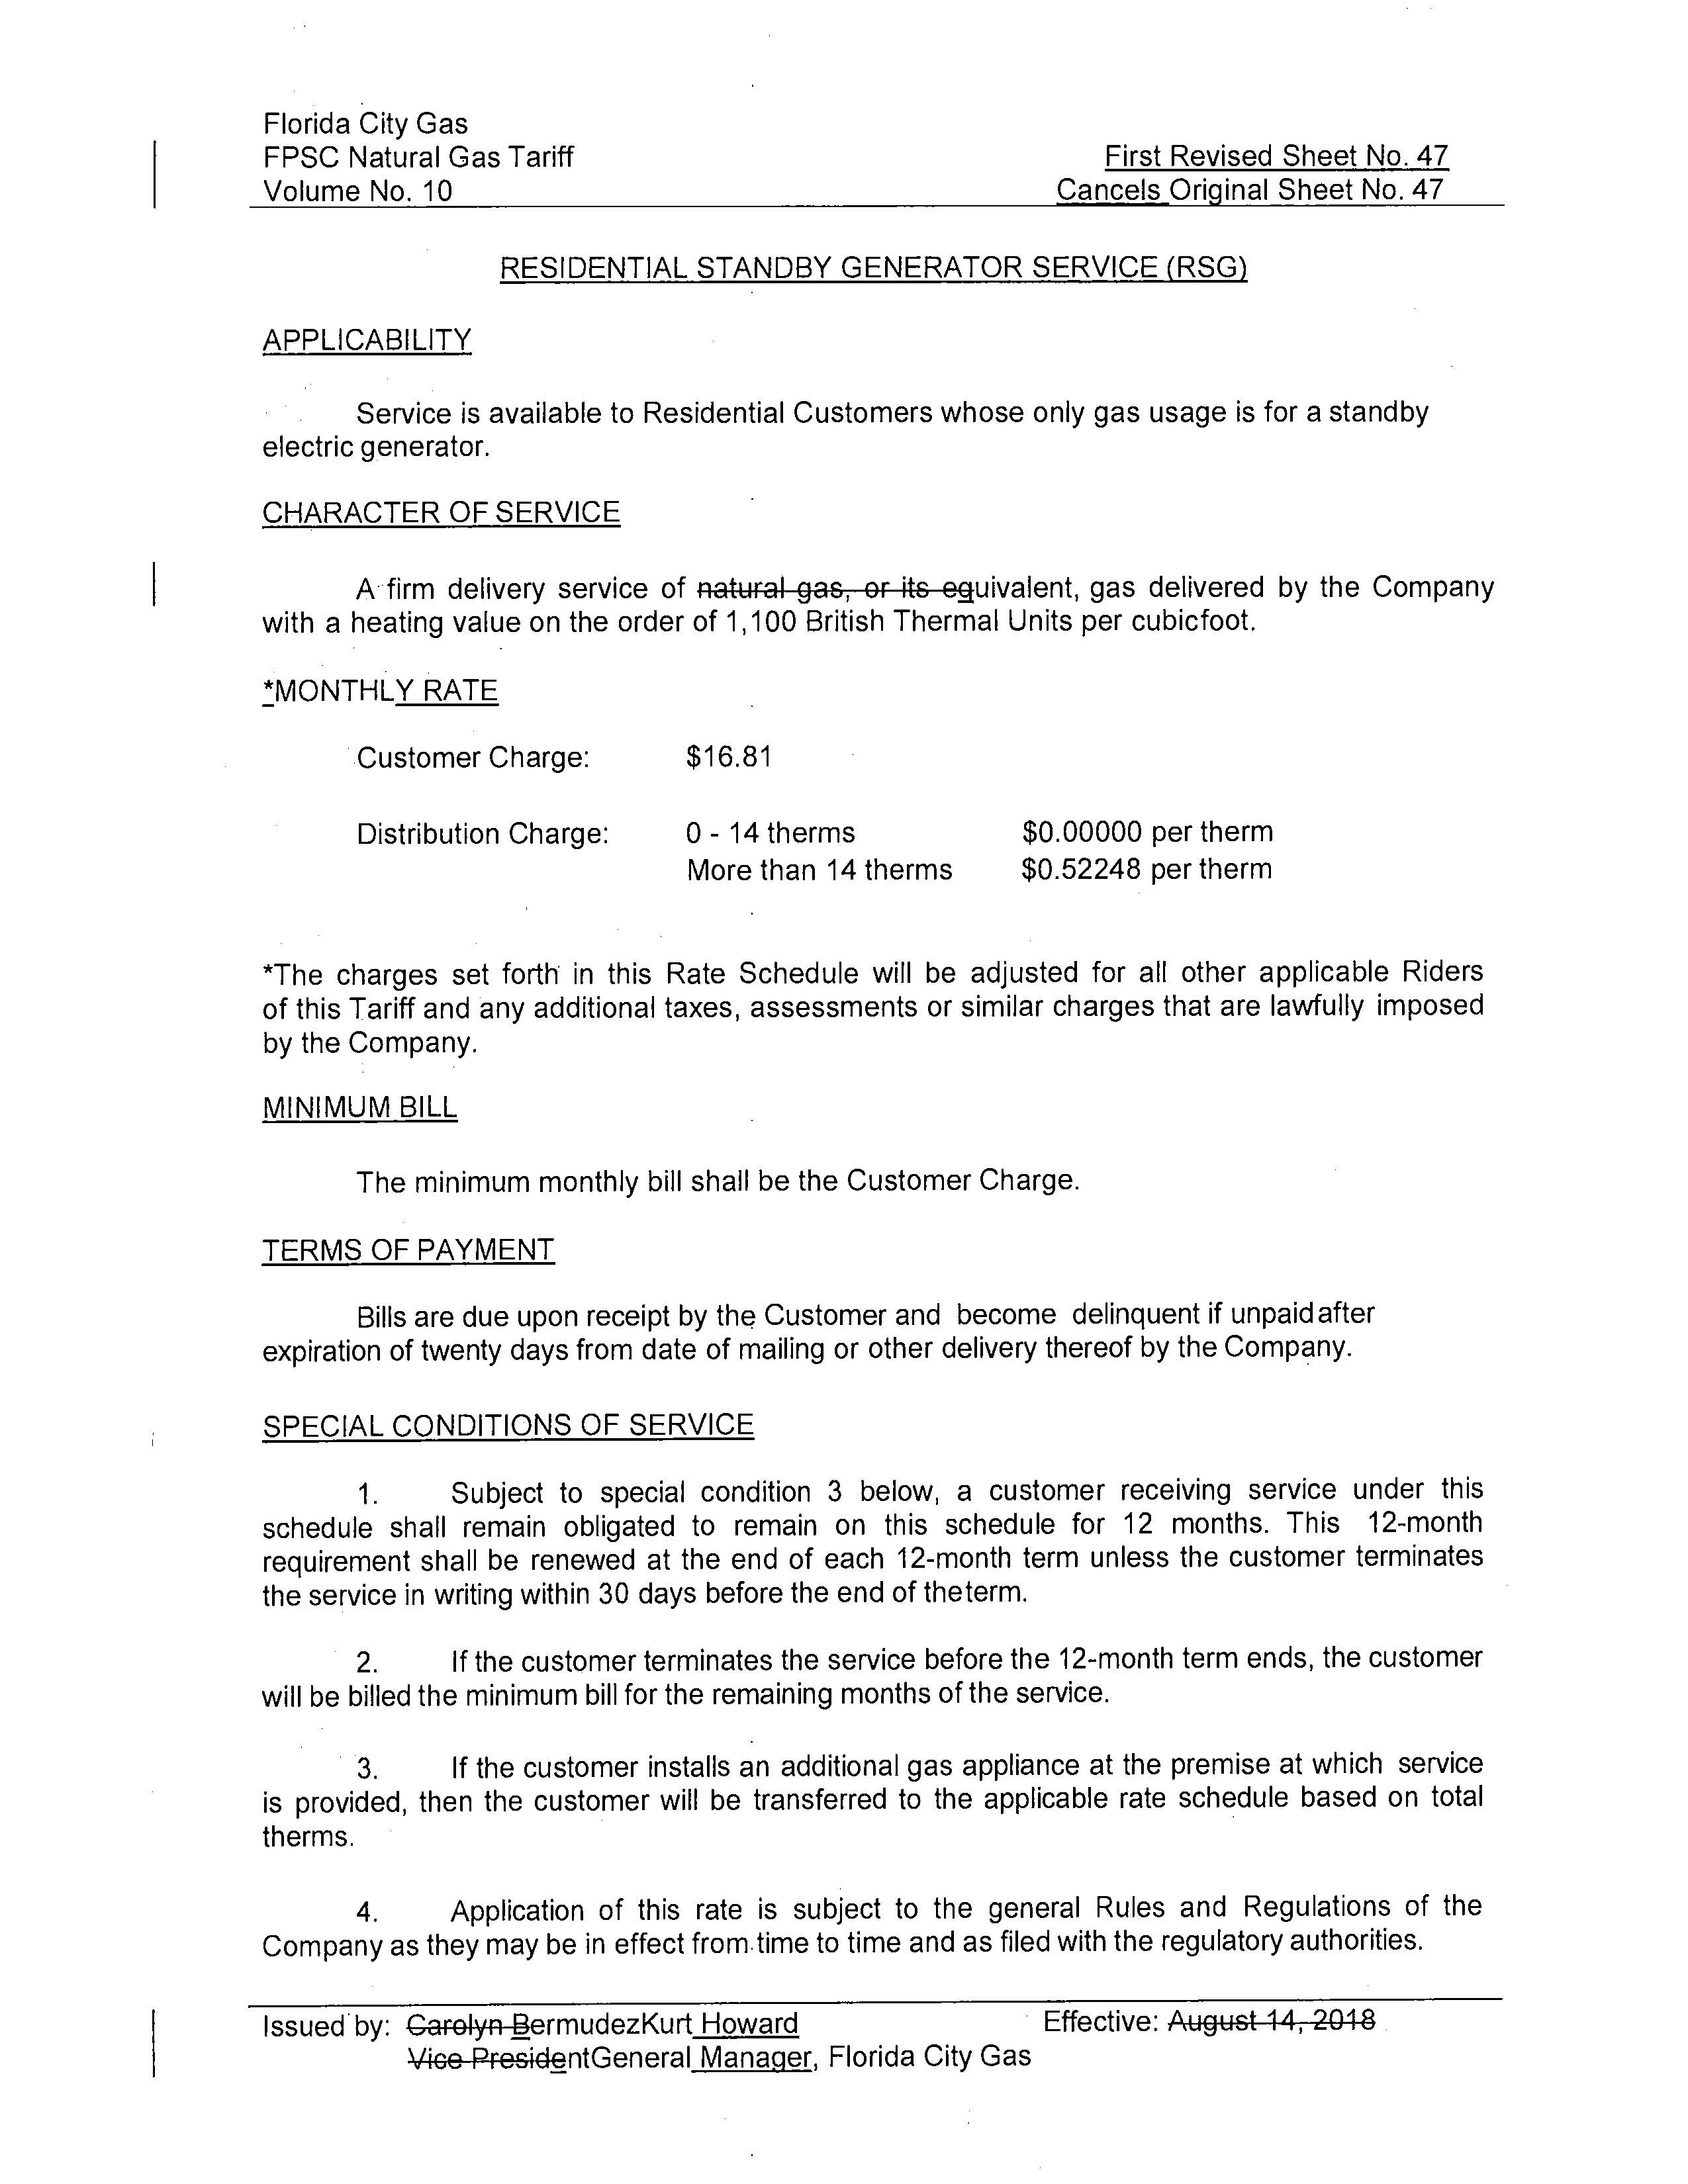 Florida City Gas
FPSC Natural Gas Tariff
First Revised Sheet No. 47
Volume No. 10
Cancels Original Sheet No. 47
RESIDENTIAL STANDBY GENERATOR SERVICE (RSG)
APPLICABILITY
Service is available to Residential Customers whose only gas usage is for a standby
electric generator.
CHARACTER OF SERVICE
A firm delivery service of natural gas, or its equivalent, gas delivered by the Company
with a heating value on the order of 1,100 British Thermal Units per cubicfoot.
*MONTHLY RATE
Customer Charge: $16.81
Distribution Charge: 0 - 14 therms $0.00000 per therm
More than 14 therms $0.52248 per therm
*The charges set forth in this Rate Schedule will be adjusted for all other applicable Riders
of this Tariff and any additional taxes, assessments or similar charges that are lawfully imposed
by the Company.
MINIMUM BILL
The minimum monthly bill shall be the Customer Charge.
TERMS OF PAYMENT
Bills are due upon receipt by the Customer and become delinquent if unpaidafter
expiration of twenty days from date of mailing or other delivery thereof by the Company.
SPECIAL CONDITIONS OF SERVICE
1. Subject to special condition 3 below, a customer receiving service under this
schedule shall remain obligated to remain on this schedule for 12 months. This 12-month
requirement shall be renewed at the end of each 12-month term unless the customer terminates
the service in writing within 30 days before the end of theterm.
2. If the customer terminates the service before the 12-month term ends, the customer
will be billed the minimum bill for the remaining months of the service.
3. If the customer installs an additional gas appliance at the premise at which service
is provided, then the customer will be transferred to the applicable rate schedule based on total
therms.
4. Application of this rate is subject to the general Rules and Regulations of the
Company as they may be in effect from time to time and as filed with the regulatory authorities.
Issued by: Carolyn BermudezKurt Howard Effective: August 14, 2018
Vice PresidentGeneral Manager, Florida City Gas